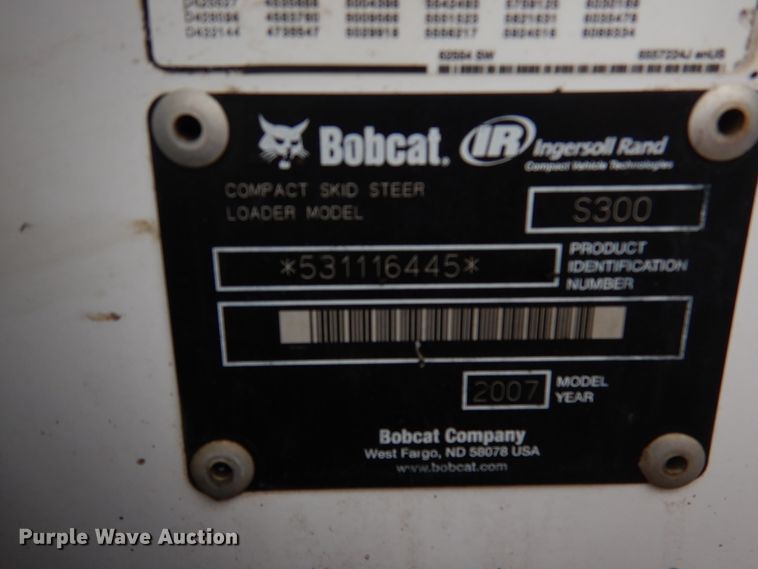 Bobcat. IR Ingersoll Rand
Compact Vehicle Technologies
COMPACT SKID STEER
LOADER MODEL
S300
*531116445*
PRODUCT
IDENTIFICATION
NUMBER
2007
MODEL
YEAR
Bobcat Company
West Fargo, ND 58078 USA
www.bobcat.com
Purple Wave Auction